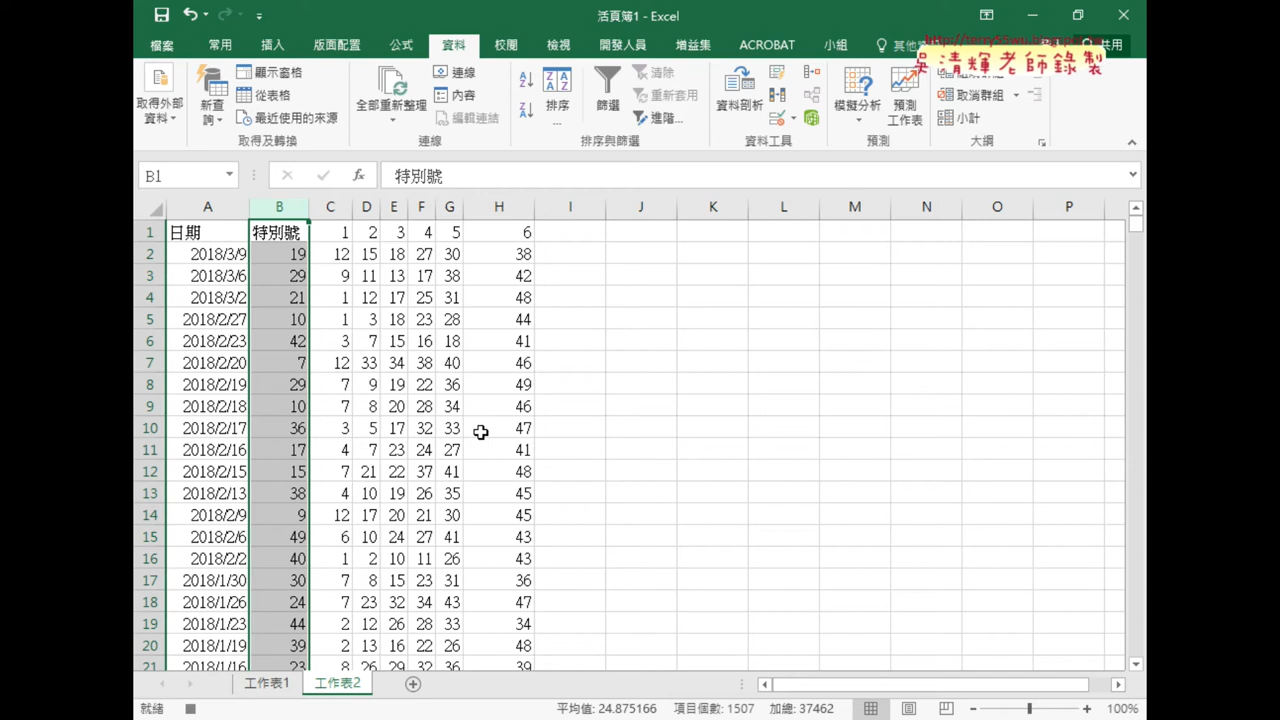 活頁簿1 - Excel
http://terry55wu.blogspot
吳清輝老師錄製
檔案 常用 插入 版面配置 公式 資料 校閱 檢視 開發人員 增益集 ACROBAT 小組 共用
取得外部資料 新查詢 顯示窗格 從表格 最近使用的來源 全部重新整理 連線 內容 編輯連結 排序... 篩選 清除 重新套用 進階... 資料剖析 模擬分析 預測工作表 取消群組 小計
取得及轉換 連線 排序與篩選 資料工具 預測 大綱
B1 fx 特別號
A B C D E F G H I J K L M N O P
1 日期 特別號 1 2 3 4 5 6
2 2018/3/9 19 12 15 18 27 30 38
3 2018/3/6 29 9 11 13 17 38 42
4 2018/3/2 21 1 12 17 25 31 48
5 2018/2/27 10 1 3 18 23 28 44
6 2018/2/23 42 3 7 15 16 18 41
7 2018/2/20 7 12 33 34 38 40 46
8 2018/2/19 29 7 9 19 22 36 49
9 2018/2/18 10 7 8 20 28 34 46
10 2018/2/17 36 3 5 17 32 33 47
11 2018/2/16 17 4 7 23 24 27 41
12 2018/2/15 15 7 21 22 37 41 48
13 2018/2/13 38 4 10 19 26 35 45
14 2018/2/9 9 12 17 20 21 30 45
15 2018/2/6 49 6 10 24 27 41 43
16 2018/2/2 40 1 2 10 11 26 43
17 2018/1/30 30 7 8 15 23 31 36
18 2018/1/26 24 7 23 32 34 43 47
19 2018/1/23 44 2 12 26 28 33 34
20 2018/1/19 39 2 13 16 22 26 48
21 2018/1/16 23 8 26 29 32 36 39
工作表1 工作表2
就緒 平均值: 24.875166 項目個數: 1507 加總: 37462 100%